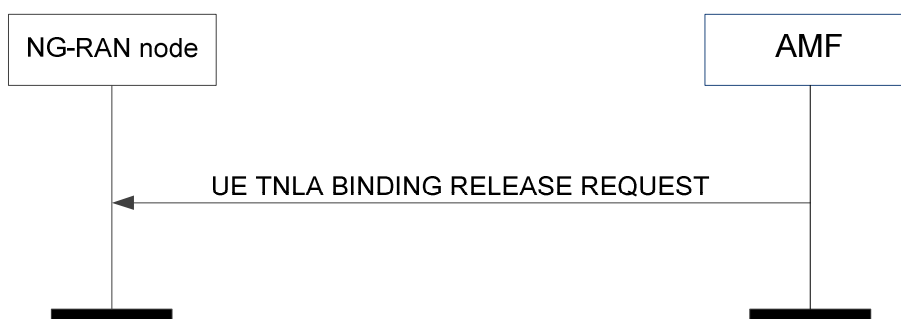 NG-RAN node
AMF
UE TNLA BINDING RELEASE REQUEST